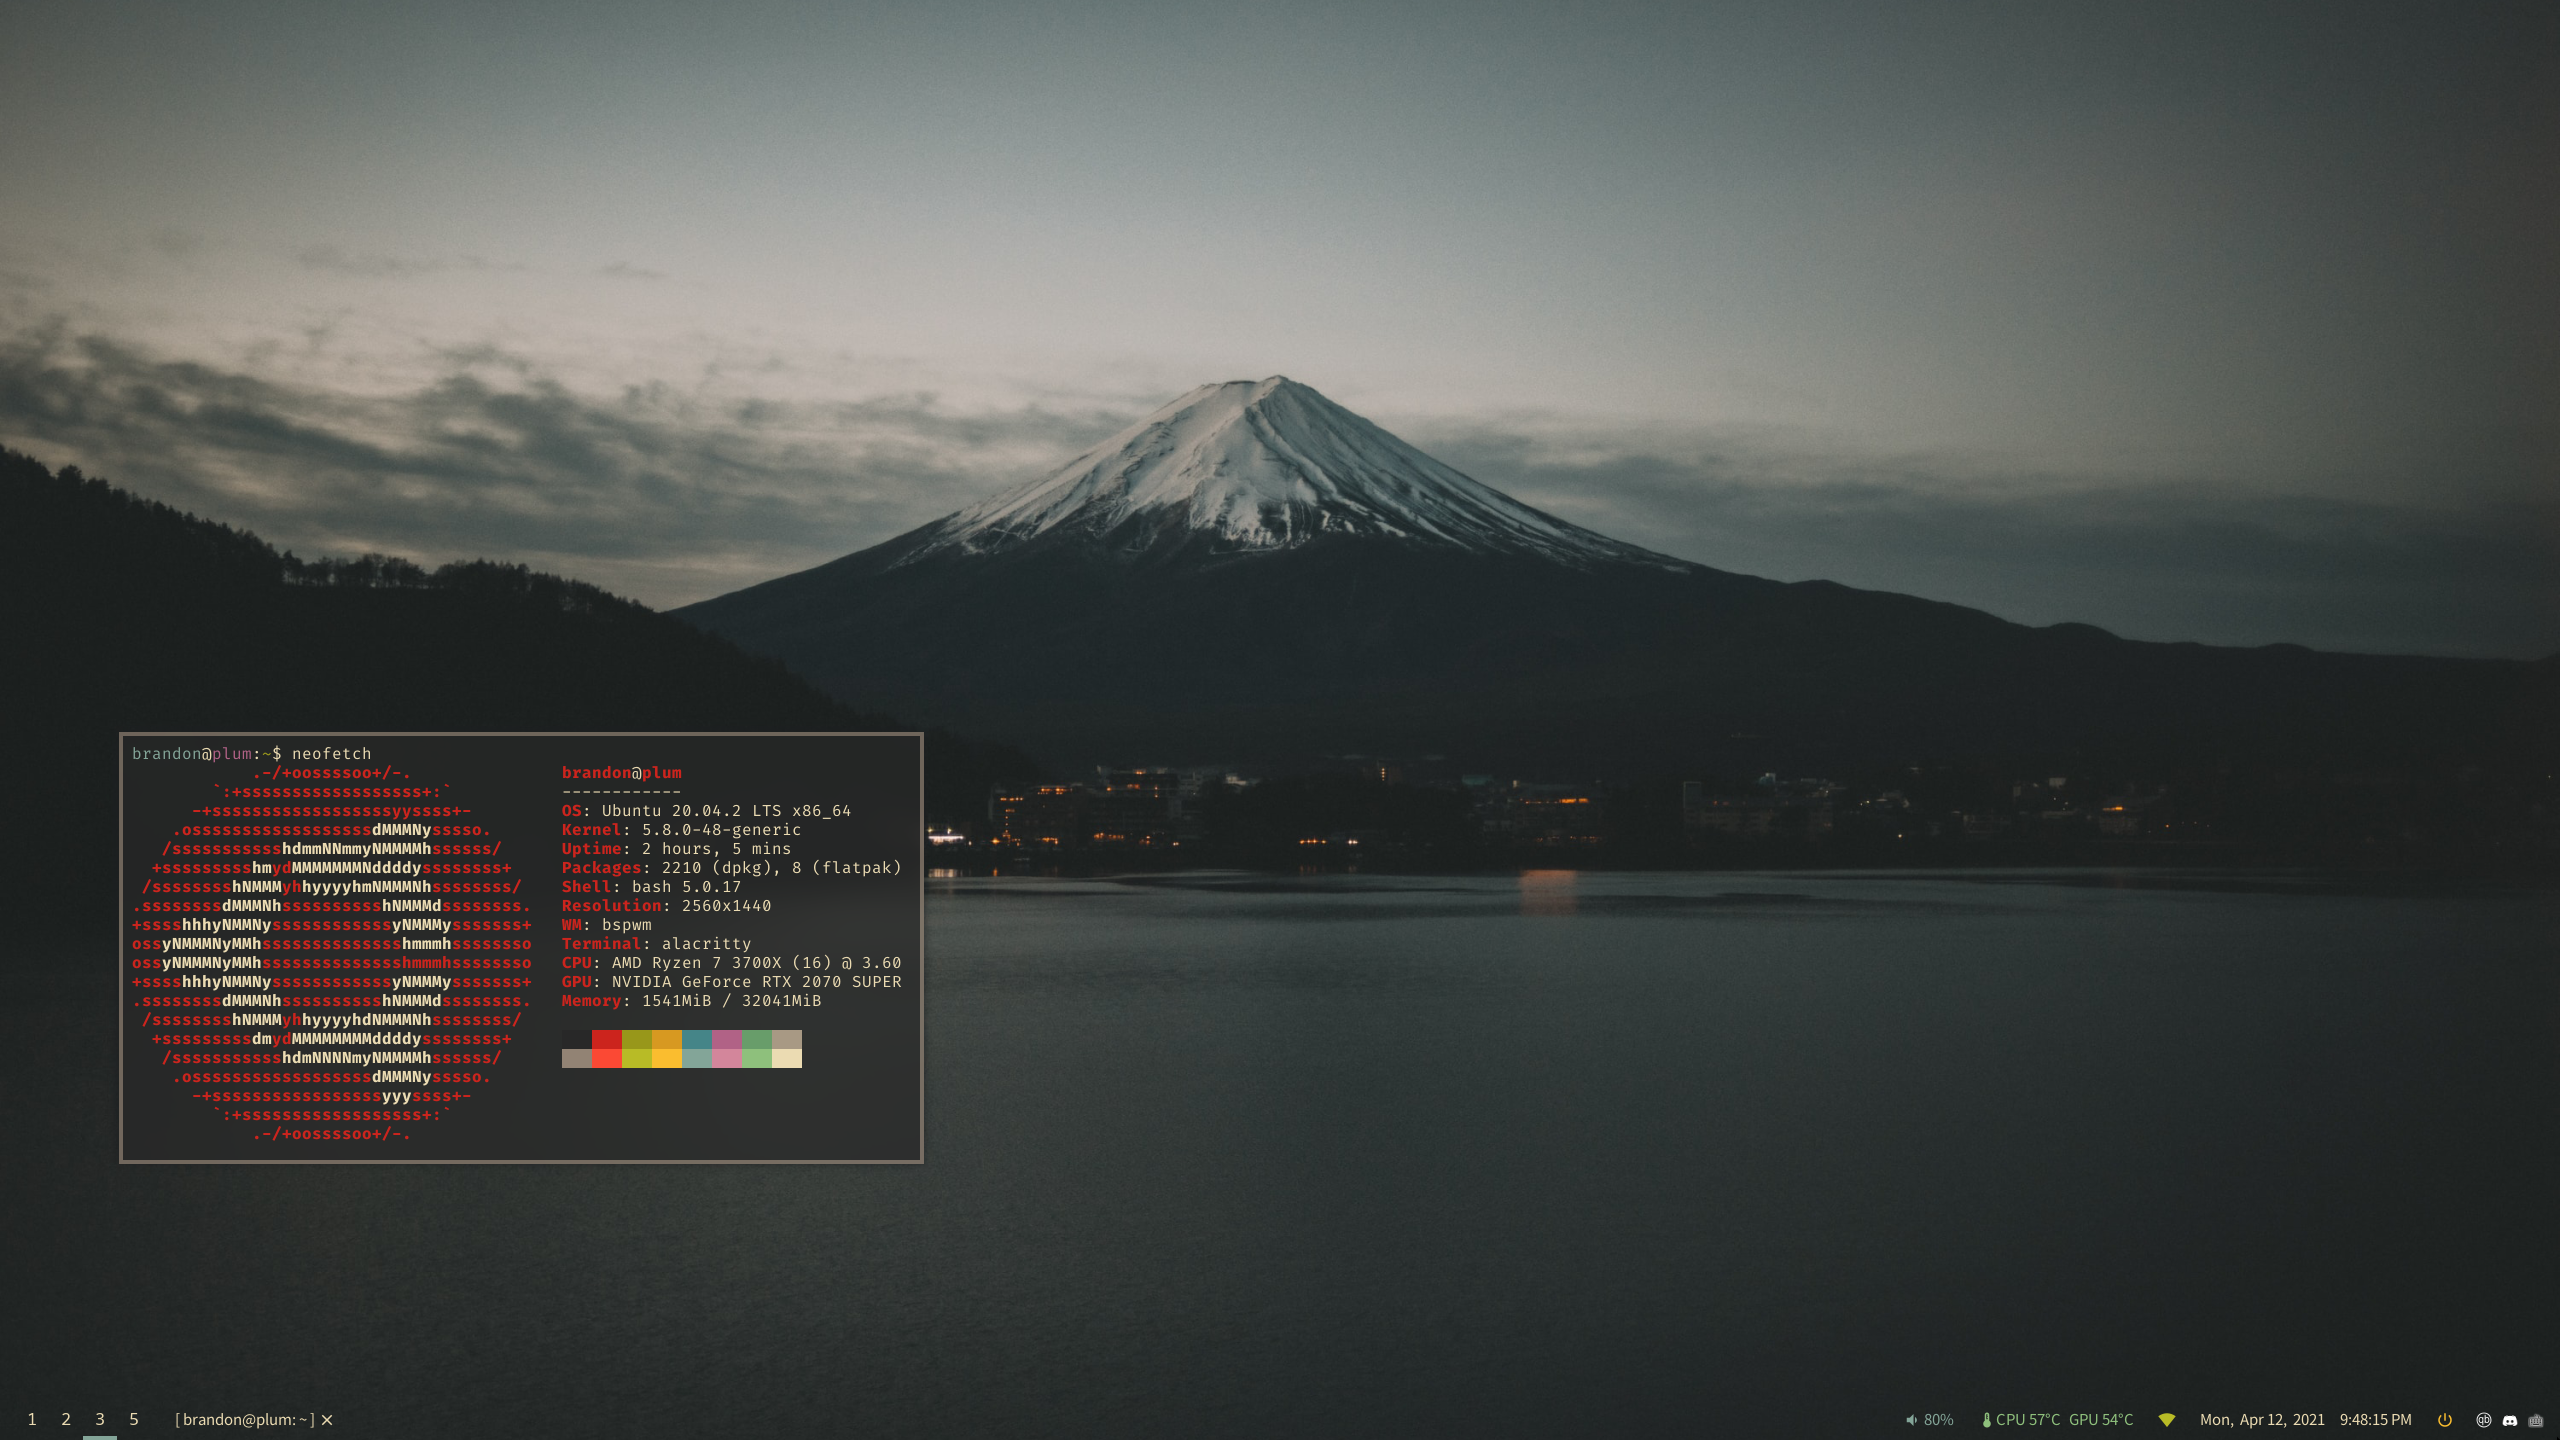 brandon@plum:~$ neofetch
            .-/+oossssoo+/-.
        `:+ssssssssssssssssss+:`
      -+ssssssssssssssssssyyssss+-
    .ossssssssssssssssssdMMMNysssso.
   /ssssssssssshdmmNNmmyNMMMMhssssss/
  +ssssssssshmydMMMMMMMNddddyssssssss+
 /sssssssshNMMMyhhyyyyhmNMMMNhssssssss/
.ssssssssdMMMNhsssssssssshNMMMdssssssss.
+sssshhhyNMMNyssssssssssssyNMMMysssssss+
ossyNMMMNyMMhsssssssssssssshmmmhssssssso
ossyNMMMNyMMhsssssssssssssshmmmhssssssso
+sssshhhyNMMNyssssssssssssyNMMMysssssss+
.ssssssssdMMMNhsssssssssshNMMMdssssssss.
 /sssssssshNMMMyhhyyyyhdNMMMNhssssssss/
  +sssssssssdmydMMMMMMMMddddyssssssss+
   /ssssssssssshdmNNNNmyNMMMMhssssss/
    .ossssssssssssssssssdMMMNysssso.
      -+sssssssssssssssssyyyssss+-
        `:+ssssssssssssssssss+:`
            .-/+oossssoo+/-.
brandon@plum
------------
OS: Ubuntu 20.04.2 LTS x86_64
Kernel: 5.8.0-48-generic
Uptime: 2 hours, 5 mins
Packages: 2210 (dpkg), 8 (flatpak)
Shell: bash 5.0.17
Resolution: 2560x1440
WM: bspwm
Terminal: alacritty
CPU: AMD Ryzen 7 3700X (16) @ 3.60
GPU: NVIDIA GeForce RTX 2070 SUPER
Memory: 1541MiB / 32041MiB
1 2 3 5 [ brandon@plum: ~ ] ×
80% CPU 57°C GPU 54°C Mon, Apr 12, 2021 9:48:15 PM qb